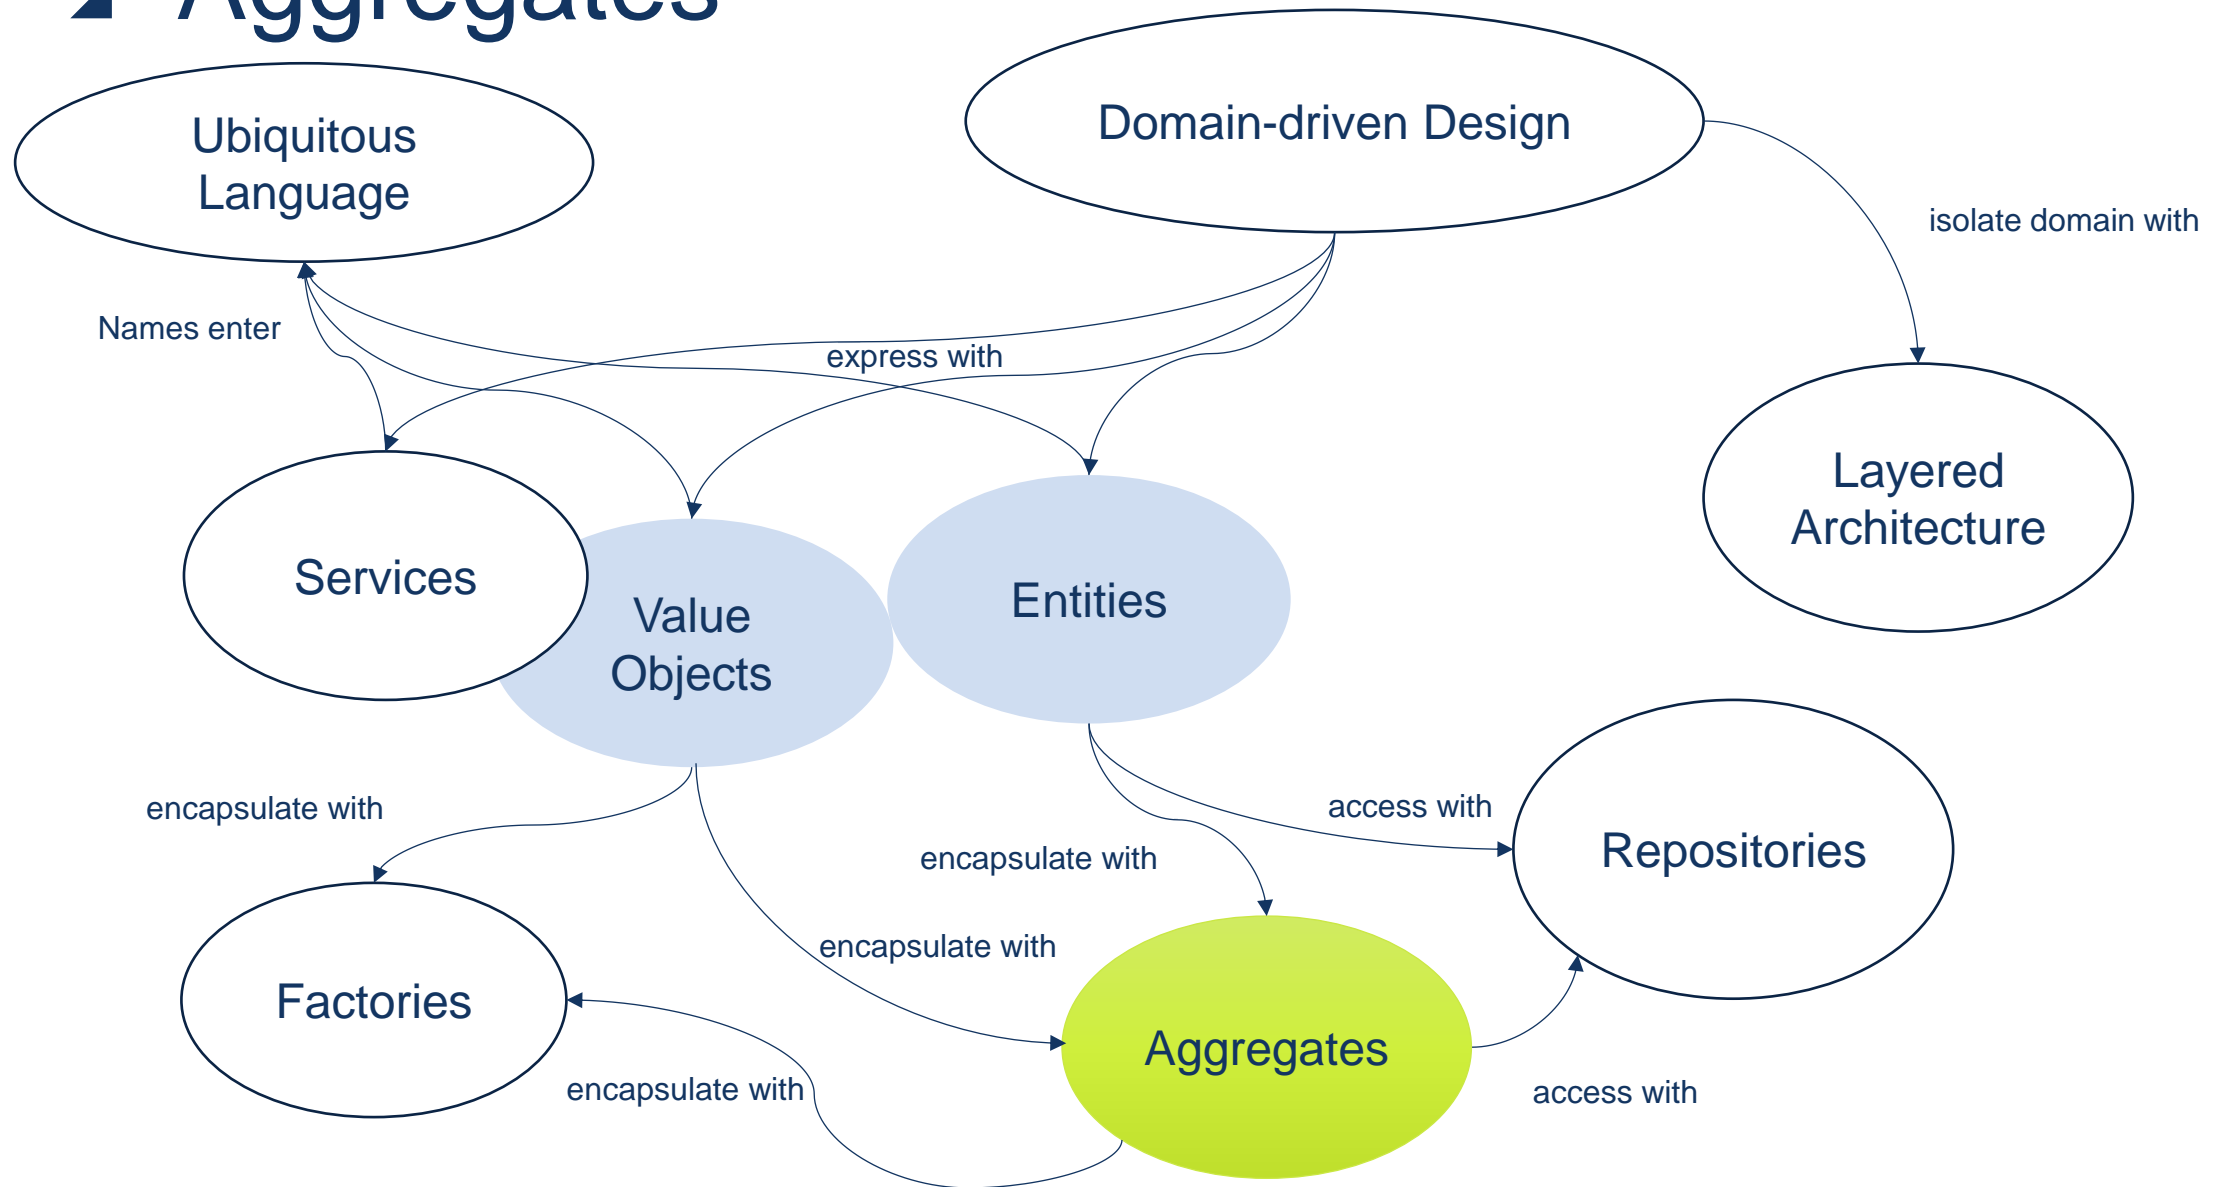 Aggregates
Ubiquitous
Language
Domain-driven Design
isolate domain with
Names enter
express with
Layered
Architecture
Services
Value
Objects
Entities
encapsulate with
access with
encapsulate with
Repositories
encapsulate with
Factories
Aggregates
encapsulate with
access with